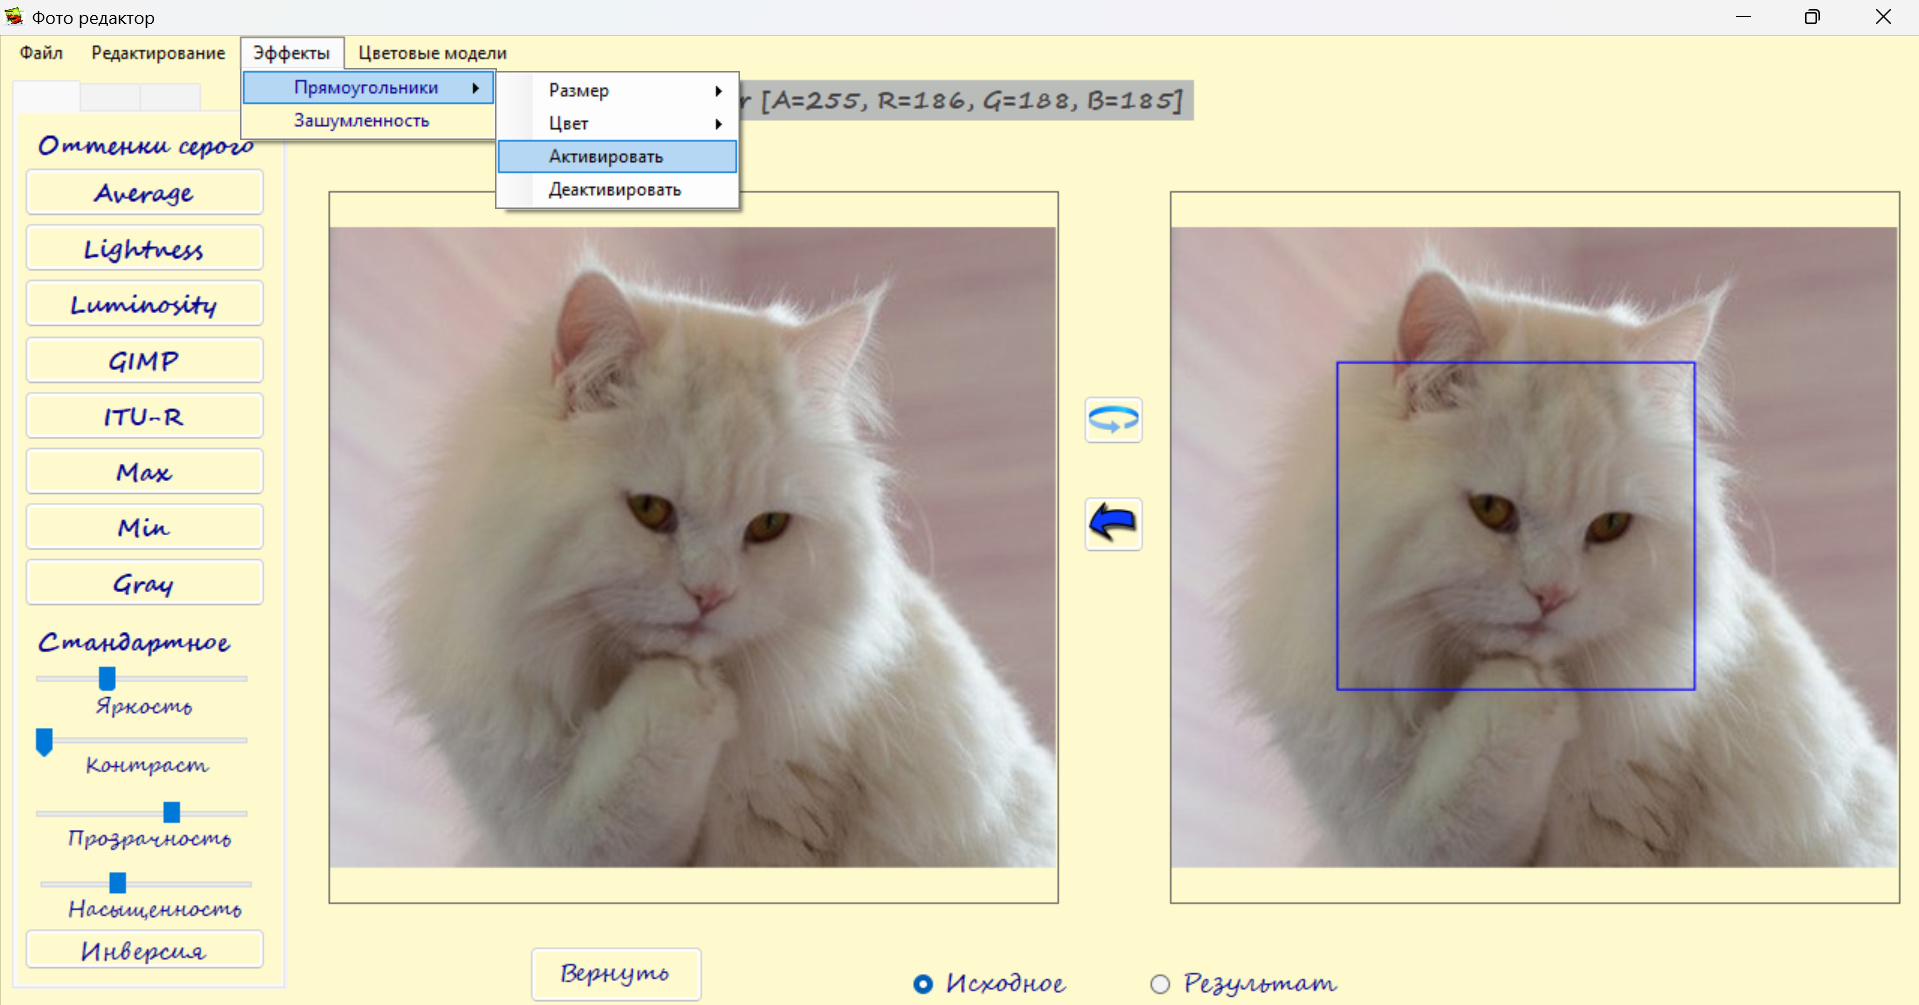 Фото редактор
Файл Редактирование Эффекты Цветовые модели
Прямоугольники
Зашумленность
Размер
Цвет
Активировать
Деактивировать
r [A=255, R=186, G=188, B=185]
Оттенки серого
Average
Lightness
Luminosity
GIMP
ITU-R
Max
Min
Gray
Стандартное
Яркость
Контраст
Прозрачность
Насыщенность
Инверсия
Вернуть
Исходное
Результат